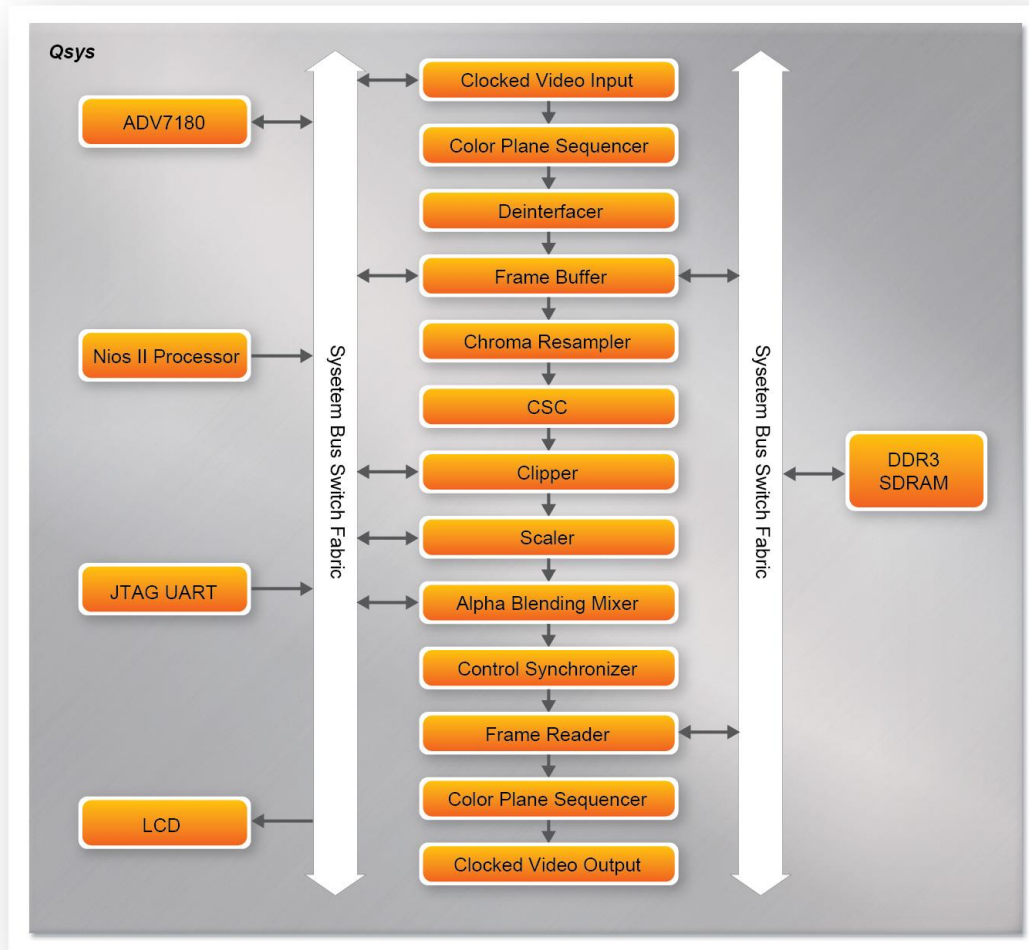 Qsys
ADV7180
Nios II Processor
JTAG UART
LCD
Sysetem Bus Switch Fabric
Clocked Video Input
Color Plane Sequencer
Deinterfacer
Frame Buffer
Chroma Resampler
CSC
Clipper
Scaler
Alpha Blending Mixer
Control Synchronizer
Frame Reader
Color Plane Sequencer
Clocked Video Output
Sysetem Bus Switch Fabric
DDR3
SDRAM